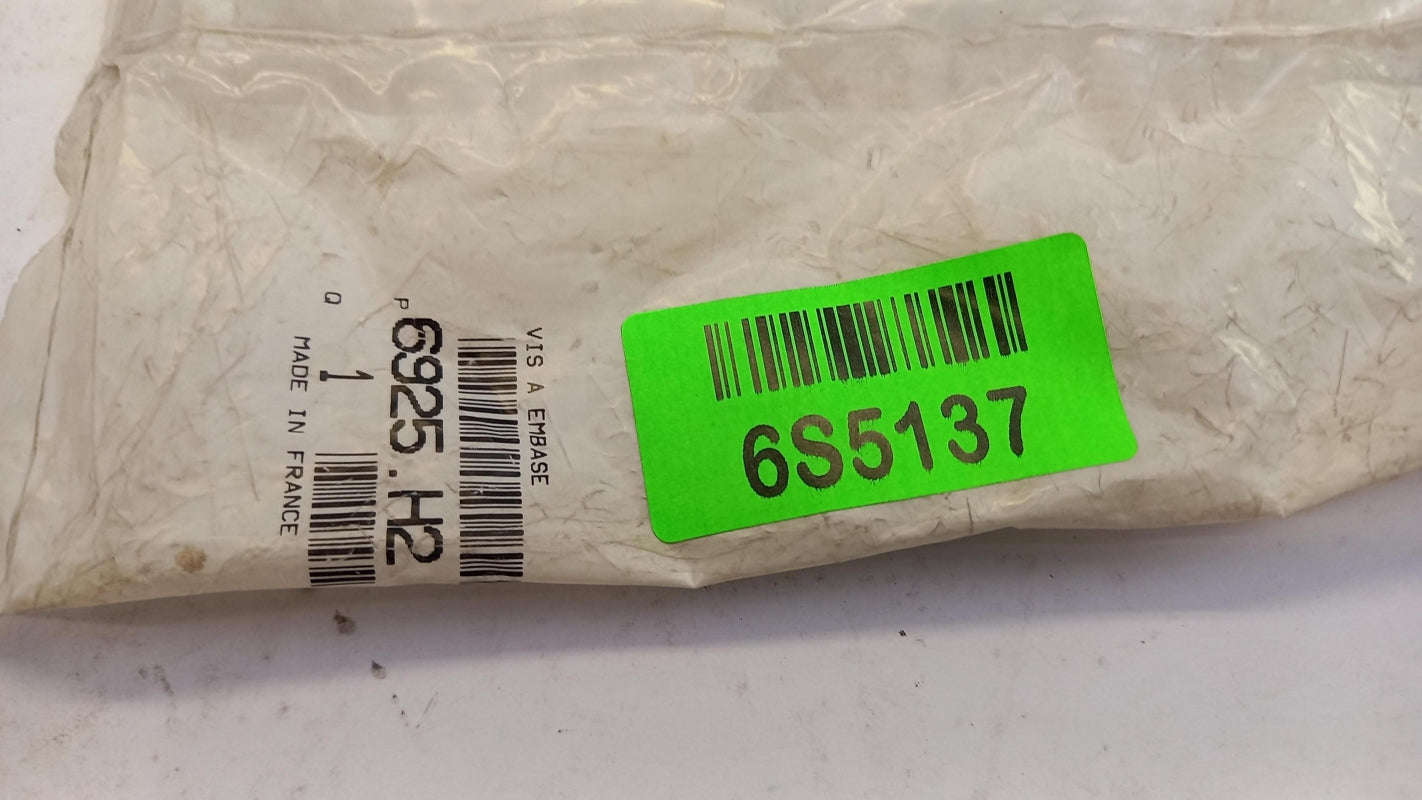 VIS A EMBASE
P 6925.H2
Q 1
MADE IN FRANCE
6S5137